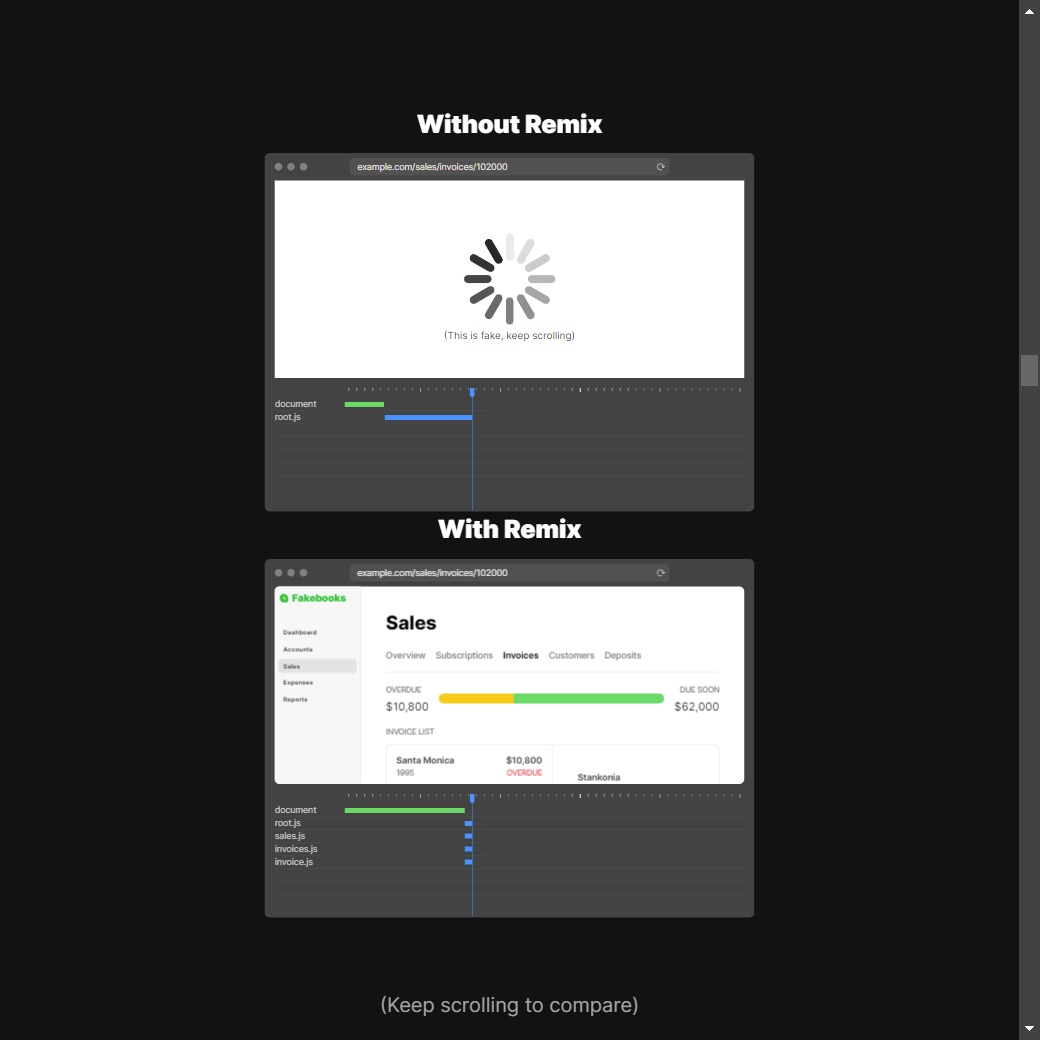 Without Remix
example.com/sales/invoices/102000
(This is fake, keep scrolling)
document
root.js
With Remix
example.com/sales/invoices/102000
Fakebooks
Dashboard
Accounts
Sales
Expenses
Reports
Sales
Overview Subscriptions Invoices Customers Deposits
OVERDUE DUE SOON
$10,800 $62,000
INVOICE LIST
Santa Monica $10,800
1995 OVERDUE
Stankonia
document
root.js
sales.js
invoices.js
invoice.js
(Keep scrolling to compare)